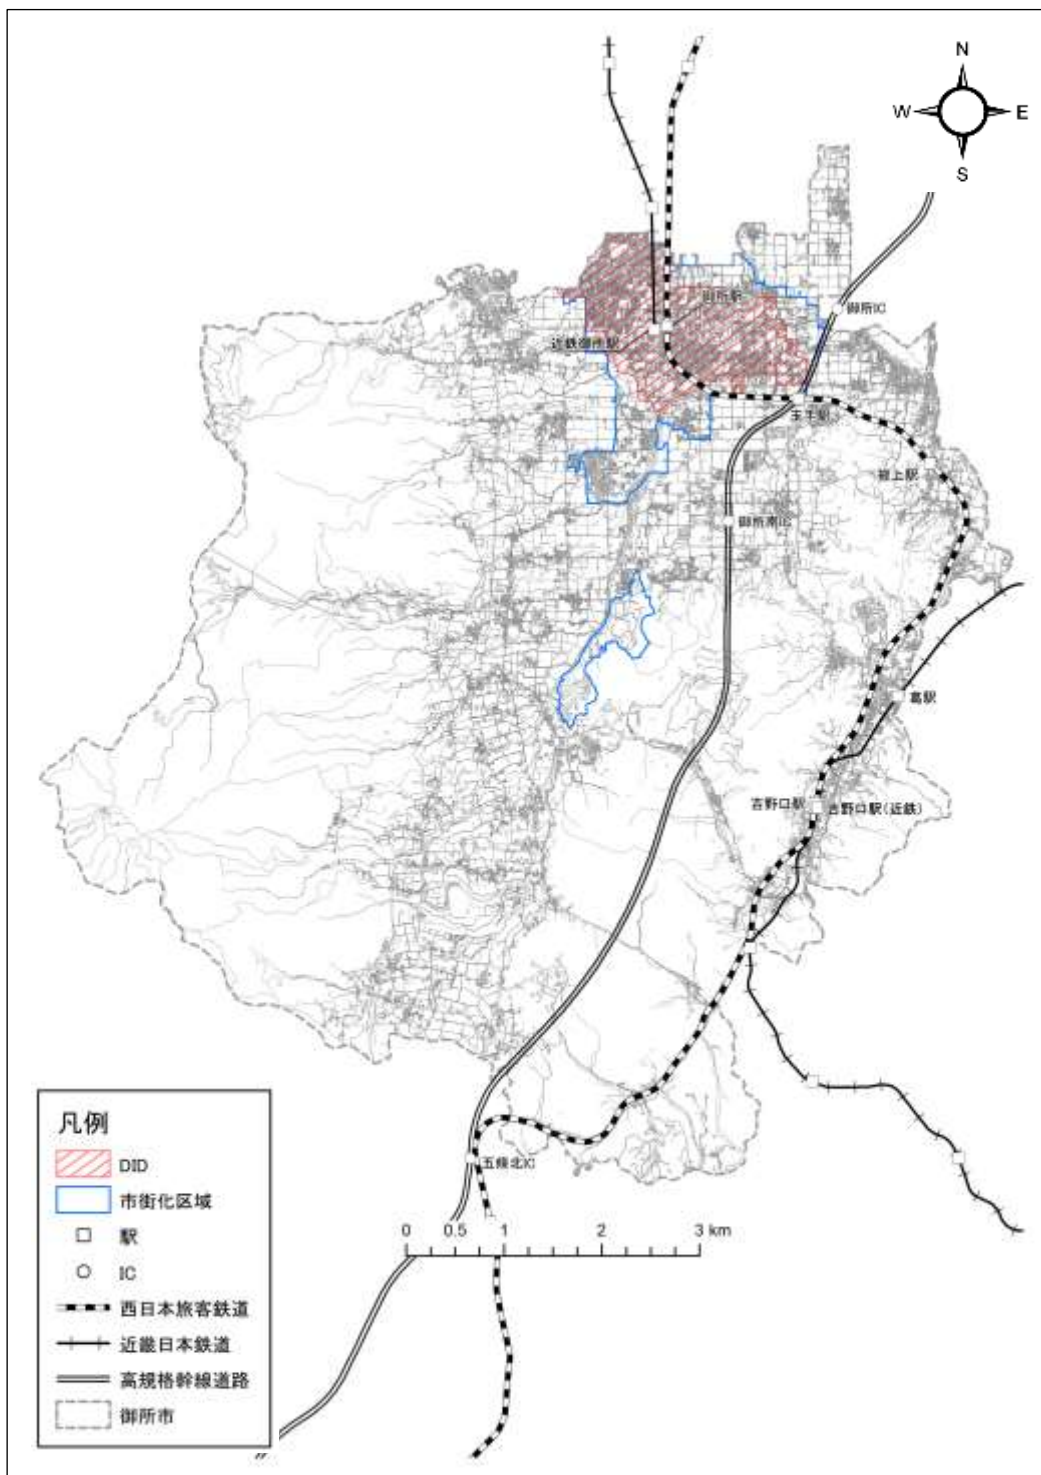 N
W
E
S
御所駅
御所IC
近鉄御所駅
玉手駅
掖上駅
御所南IC
葛駅
吉野口駅
吉野口駅(近鉄)
五條北IC
0 0.5 1 2 3 km
凡例
DID
市街化区域
駅
IC
西日本旅客鉄道
近畿日本鉄道
高規格幹線道路
御所市